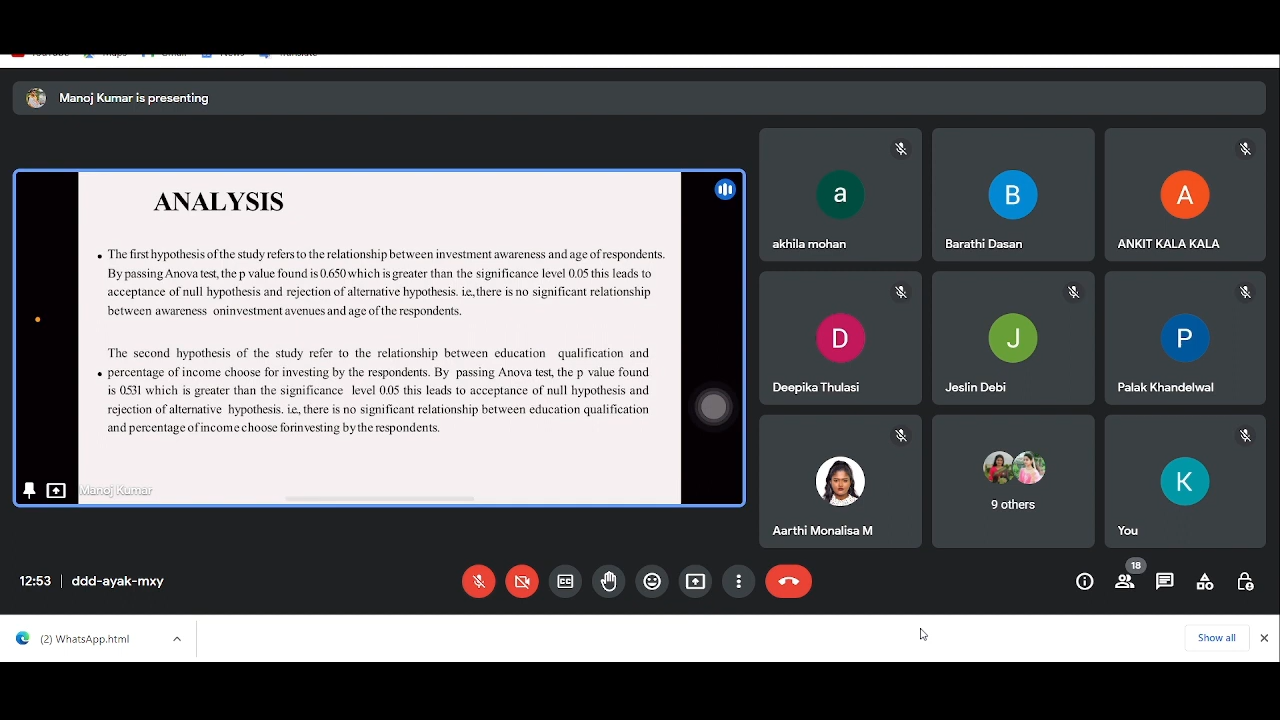 Manoj Kumar is presenting
ANALYSIS
• The first hypothesis of the study refers to the relationship between investment awareness and age of respondents.
By passing Anova test, the p value found is 0.650 which is greater than the significance level 0.05 this leads to
acceptance of null hypothesis and rejection of alternative hypothesis. i.e., there is no significant relationship
between awareness oninvestment avenues and age of the respondents.
The second hypothesis of the study refer to the relationship between education qualification and
• percentage of income choose for investing by the respondents. By passing Anova test, the p value found
is 0.531 which is greater than the significance level 0.05 this leads to acceptance of null hypothesis and
rejection of alternative hypothesis. i.e., there is no significant relationship between education qualification
and percentage of income choose forinvesting by the respondents.
Manoj Kumar
a
akhila mohan
B
Barathi Dasan
A
ANKIT KALA KALA
D
Deepika Thulasi
J
Jeslin Debi
P
Palak Khandelwal
Aarthi Monalisa M
9 others
K
You
12:53 | ddd-ayak-mxy
CC
18
(2) WhatsApp.html
Show all